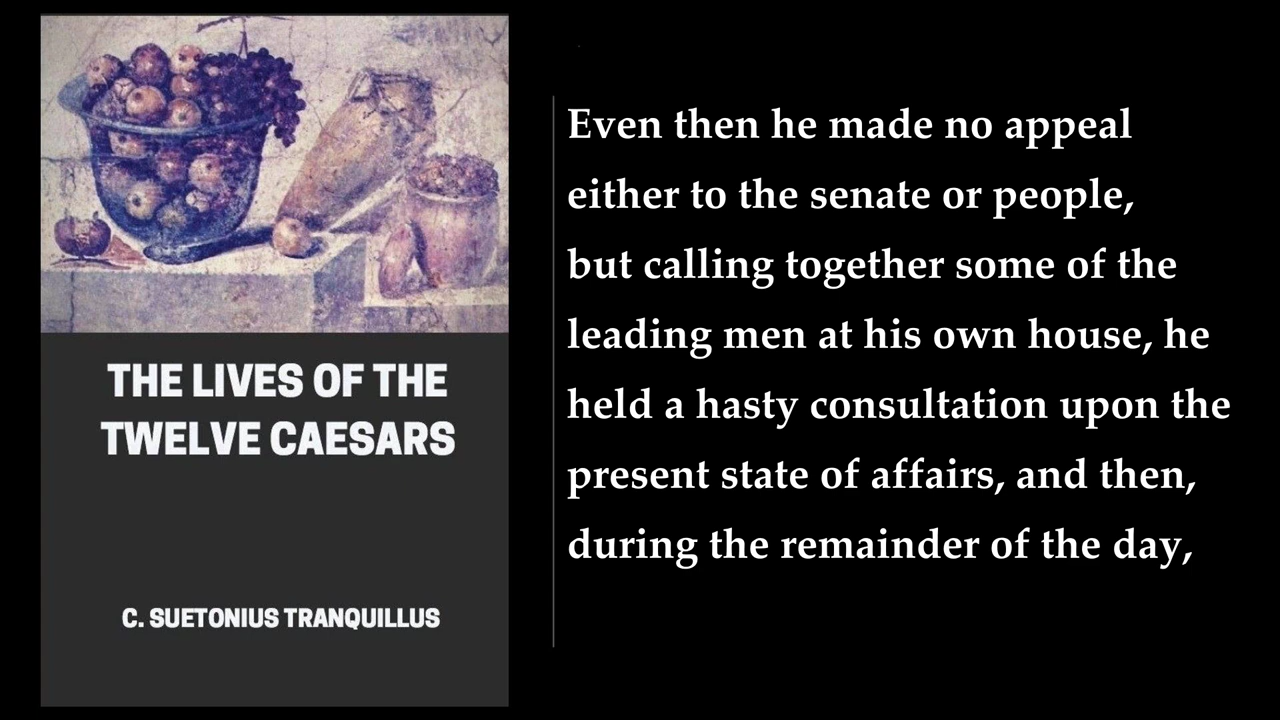 THE LIVES OF THE
TWELVE CAESARS
C. SUETONIUS TRANQUILLUS
Even then he made no appeal
either to the senate or people,
but calling together some of the
leading men at his own house, he
held a hasty consultation upon the
present state of affairs, and then,
during the remainder of the day,